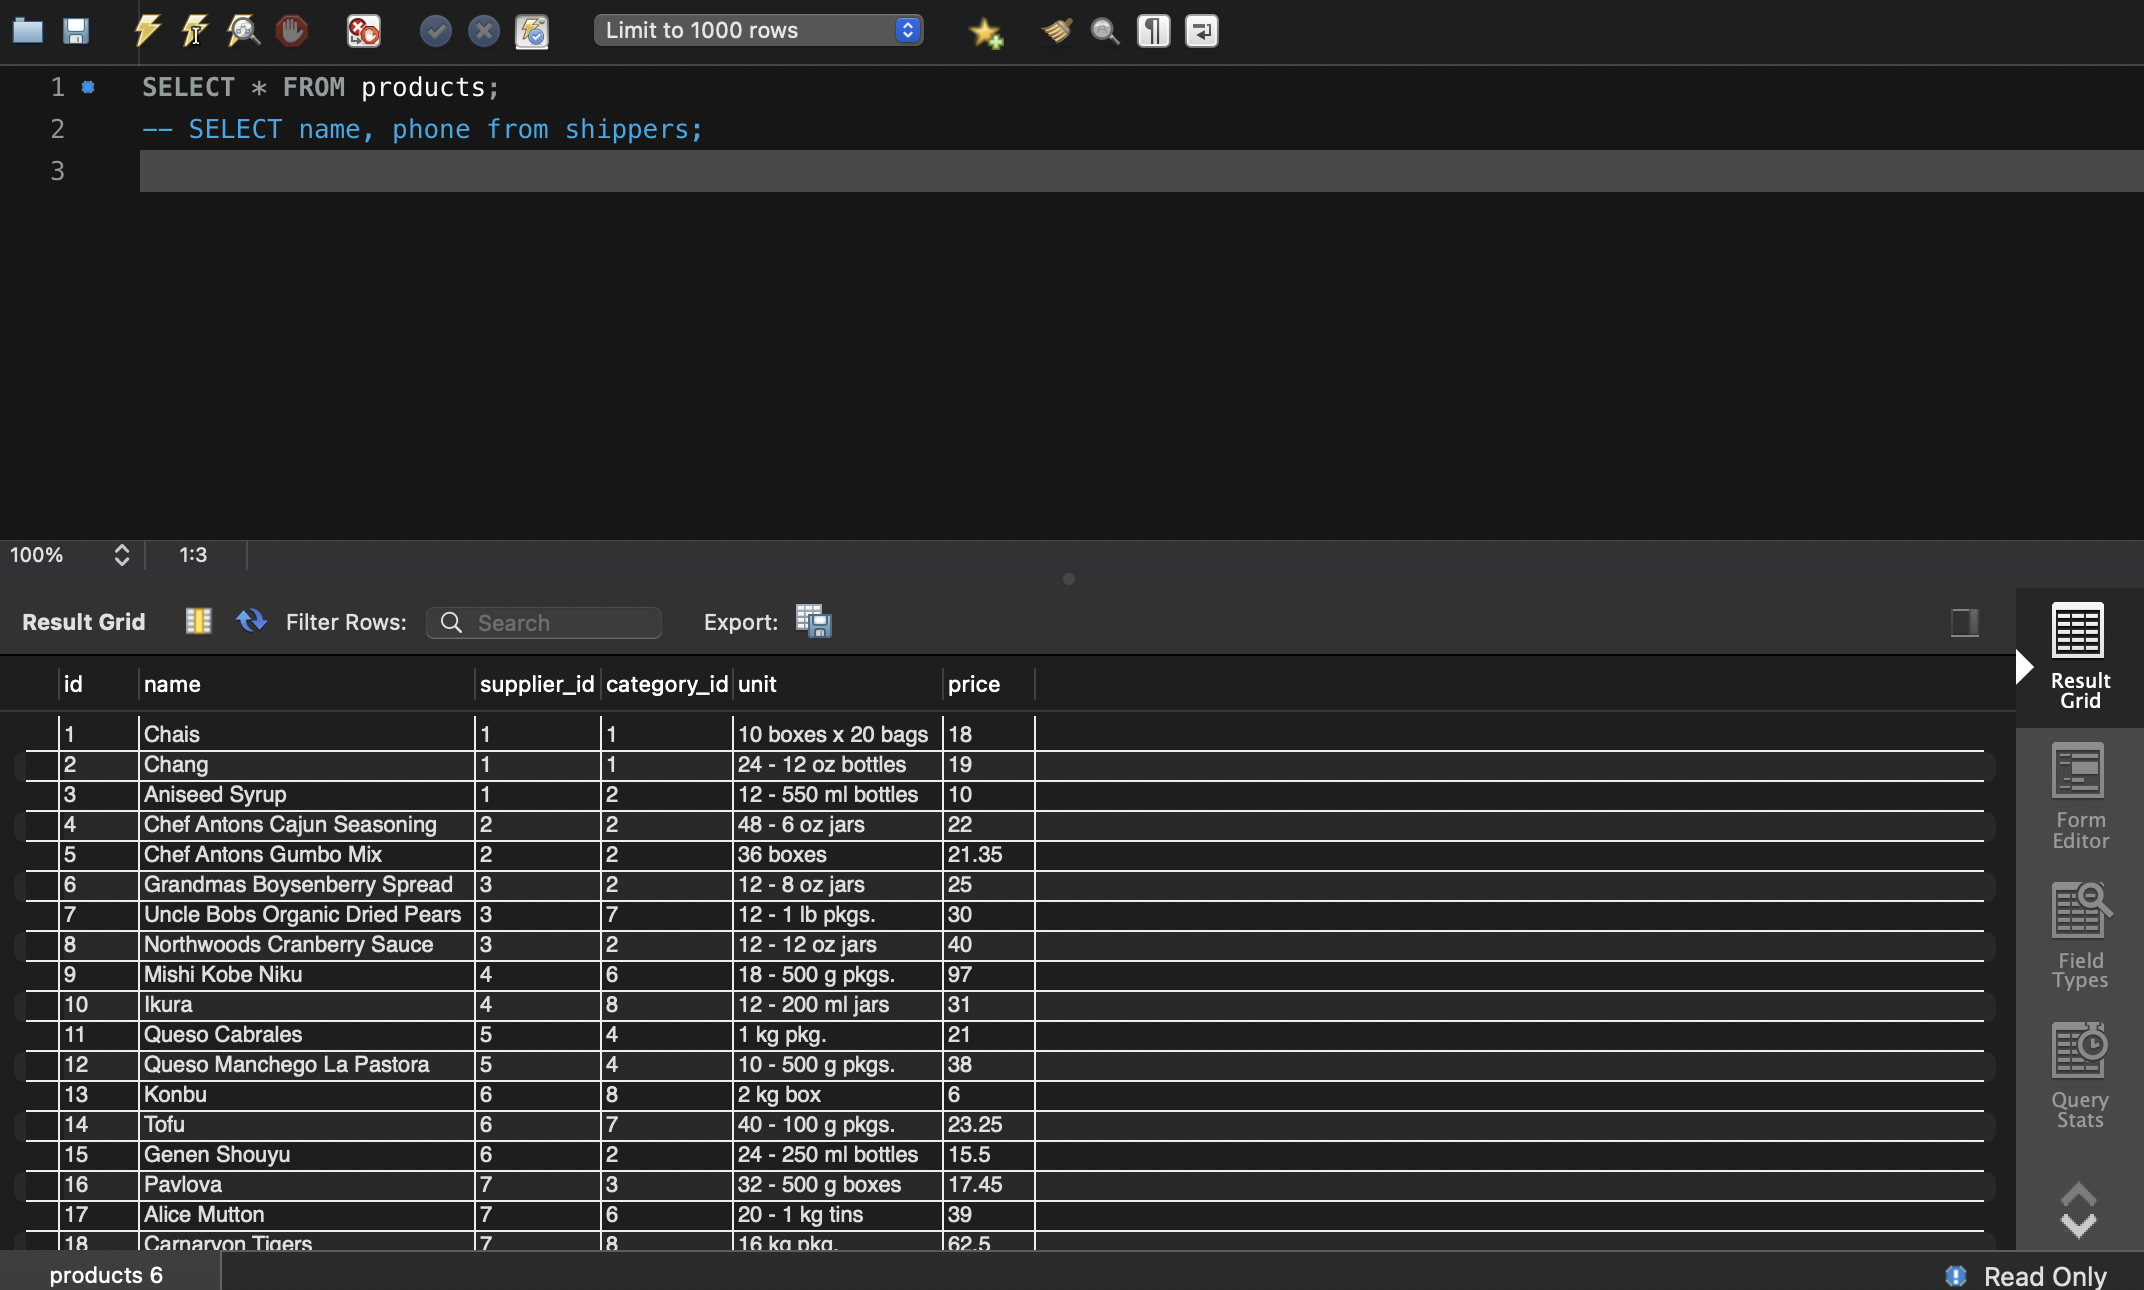 Limit to 1000 rows
1 SELECT * FROM products;
2 -- SELECT name, phone from shippers;
3
100% 1:3
Result Grid Filter Rows: Search Export:
id name supplier_id category_id unit price
1 Chais 1 1 10 boxes x 20 bags 18
2 Chang 1 1 24 - 12 oz bottles 19
3 Aniseed Syrup 1 2 12 - 550 ml bottles 10
4 Chef Antons Cajun Seasoning 2 2 48 - 6 oz jars 22
5 Chef Antons Gumbo Mix 2 2 36 boxes 21.35
6 Grandmas Boysenberry Spread 3 2 12 - 8 oz jars 25
7 Uncle Bobs Organic Dried Pears 3 7 12 - 1 lb pkgs. 30
8 Northwoods Cranberry Sauce 3 2 12 - 12 oz jars 40
9 Mishi Kobe Niku 4 6 18 - 500 g pkgs. 97
10 Ikura 4 8 12 - 200 ml jars 31
11 Queso Cabrales 5 4 1 kg pkg. 21
12 Queso Manchego La Pastora 5 4 10 - 500 g pkgs. 38
13 Konbu 6 8 2 kg box 6
14 Tofu 6 7 40 - 100 g pkgs. 23.25
15 Genen Shouyu 6 2 24 - 250 ml bottles 15.5
16 Pavlova 7 3 32 - 500 g boxes 17.45
17 Alice Mutton 7 6 20 - 1 kg tins 39
18 Carnarvon Tigers 7 8 16 kg pkg. 62.5
Result
Grid
Form
Editor
Field
Types
Query
Stats
products 6 Read Only